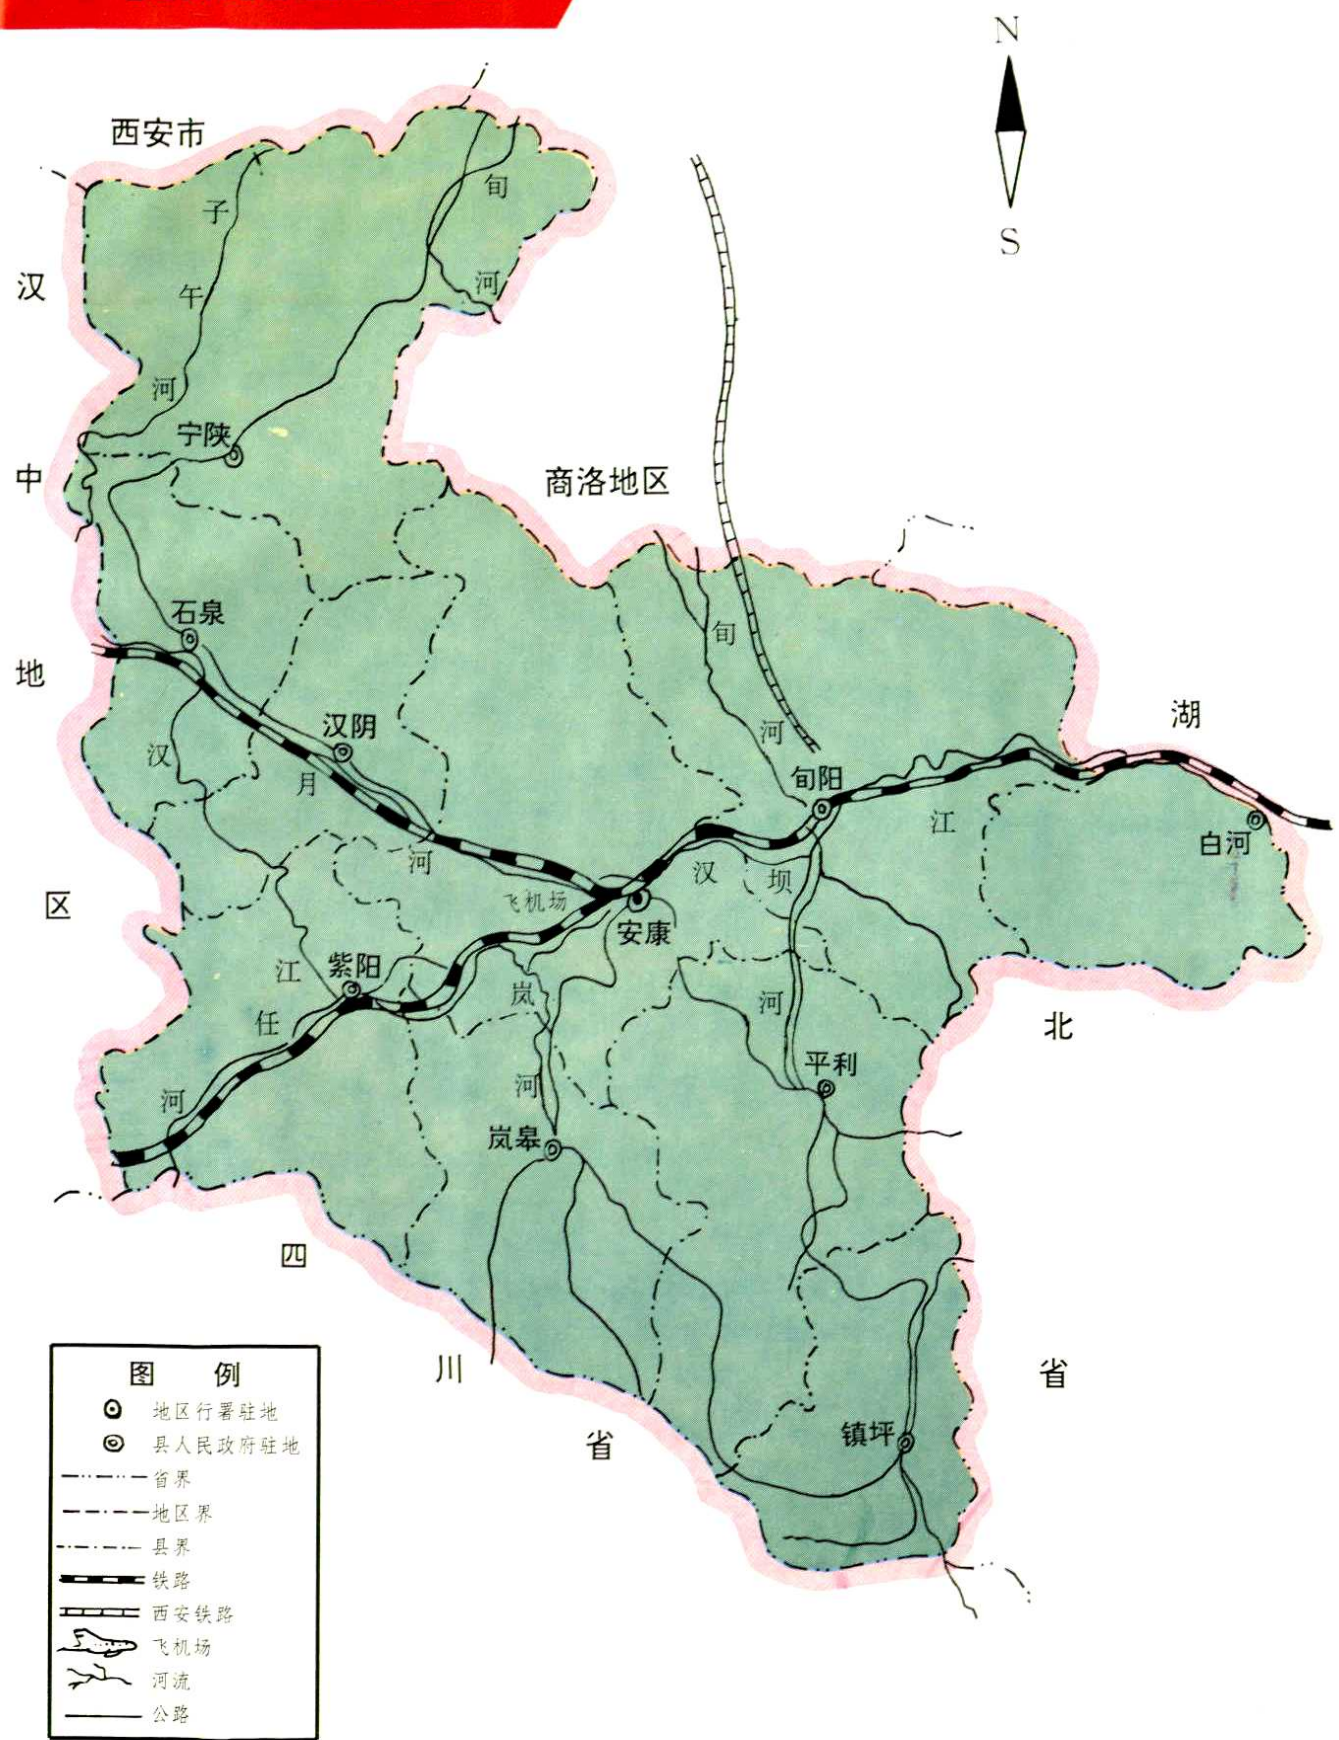 N
S
西安市
汉
中
地
区
商洛地区
湖
北
省
四
川
省
子
午
河
旬
河
宁陕
石泉
汉阴
汉
月
河
江
紫阳
任
河
飞机场
安康
岚
河
岚皋
旬
河
旬阳
江
汉
坝
河
白河
平利
镇坪
图 例
地区行署驻地
县人民政府驻地
省界
地区界
县界
铁路
西安铁路
飞机场
河流
公路